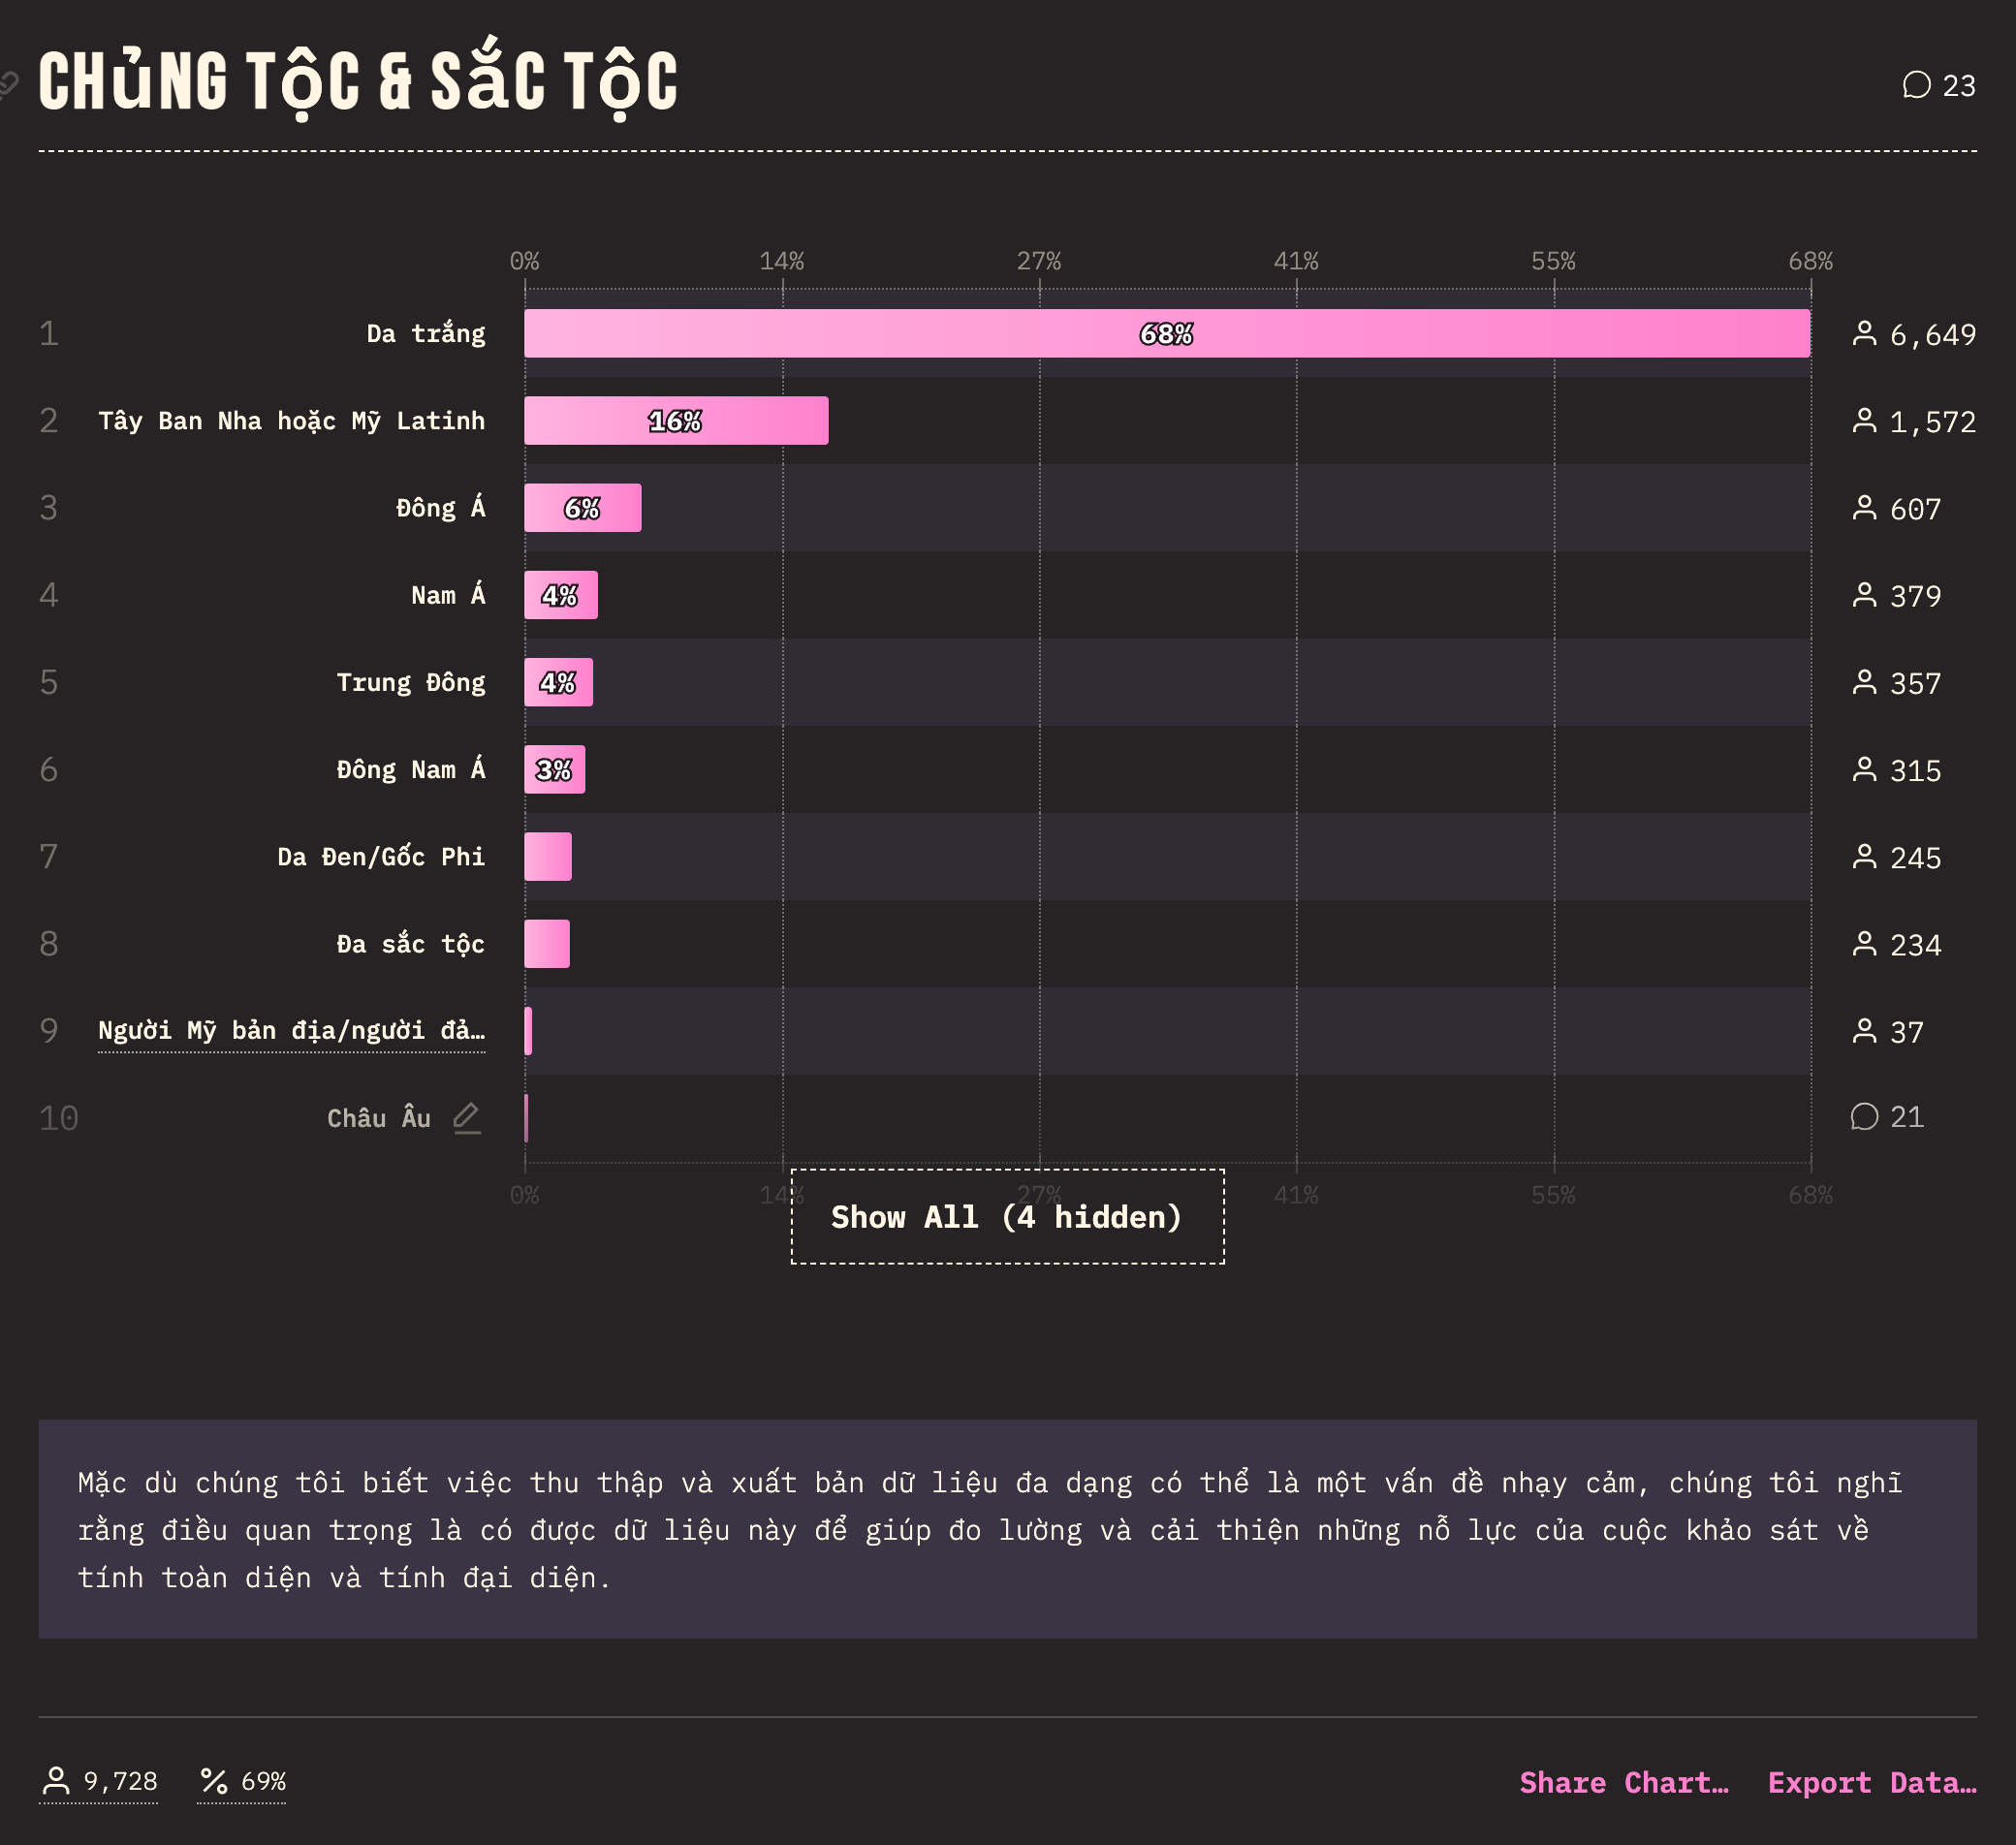 CHủNG TộC & SắC TộC
23
0% 14% 27% 41% 55% 68%
1 Da trắng 68% 6,649
2 Tây Ban Nha hoặc Mỹ Latinh 16% 1,572
3 Đông Á 6% 607
4 Nam Á 4% 379
5 Trung Đông 4% 357
6 Đông Nam Á 3% 315
7 Da Đen/Gốc Phi 245
8 Đa sắc tộc 234
9 Người Mỹ bản địa/người đả… 37
10 Châu Âu 21
0% 14% 27% 41% 55% 68%
Show All (4 hidden)
Mặc dù chúng tôi biết việc thu thập và xuất bản dữ liệu đa dạng có thể là một vấn đề nhạy cảm, chúng tôi nghĩ
rằng điều quan trọng là có được dữ liệu này để giúp đo lường và cải thiện những nỗ lực của cuộc khảo sát về
tính toàn diện và tính đại diện.
9,728 69% Share Chart… Export Data…